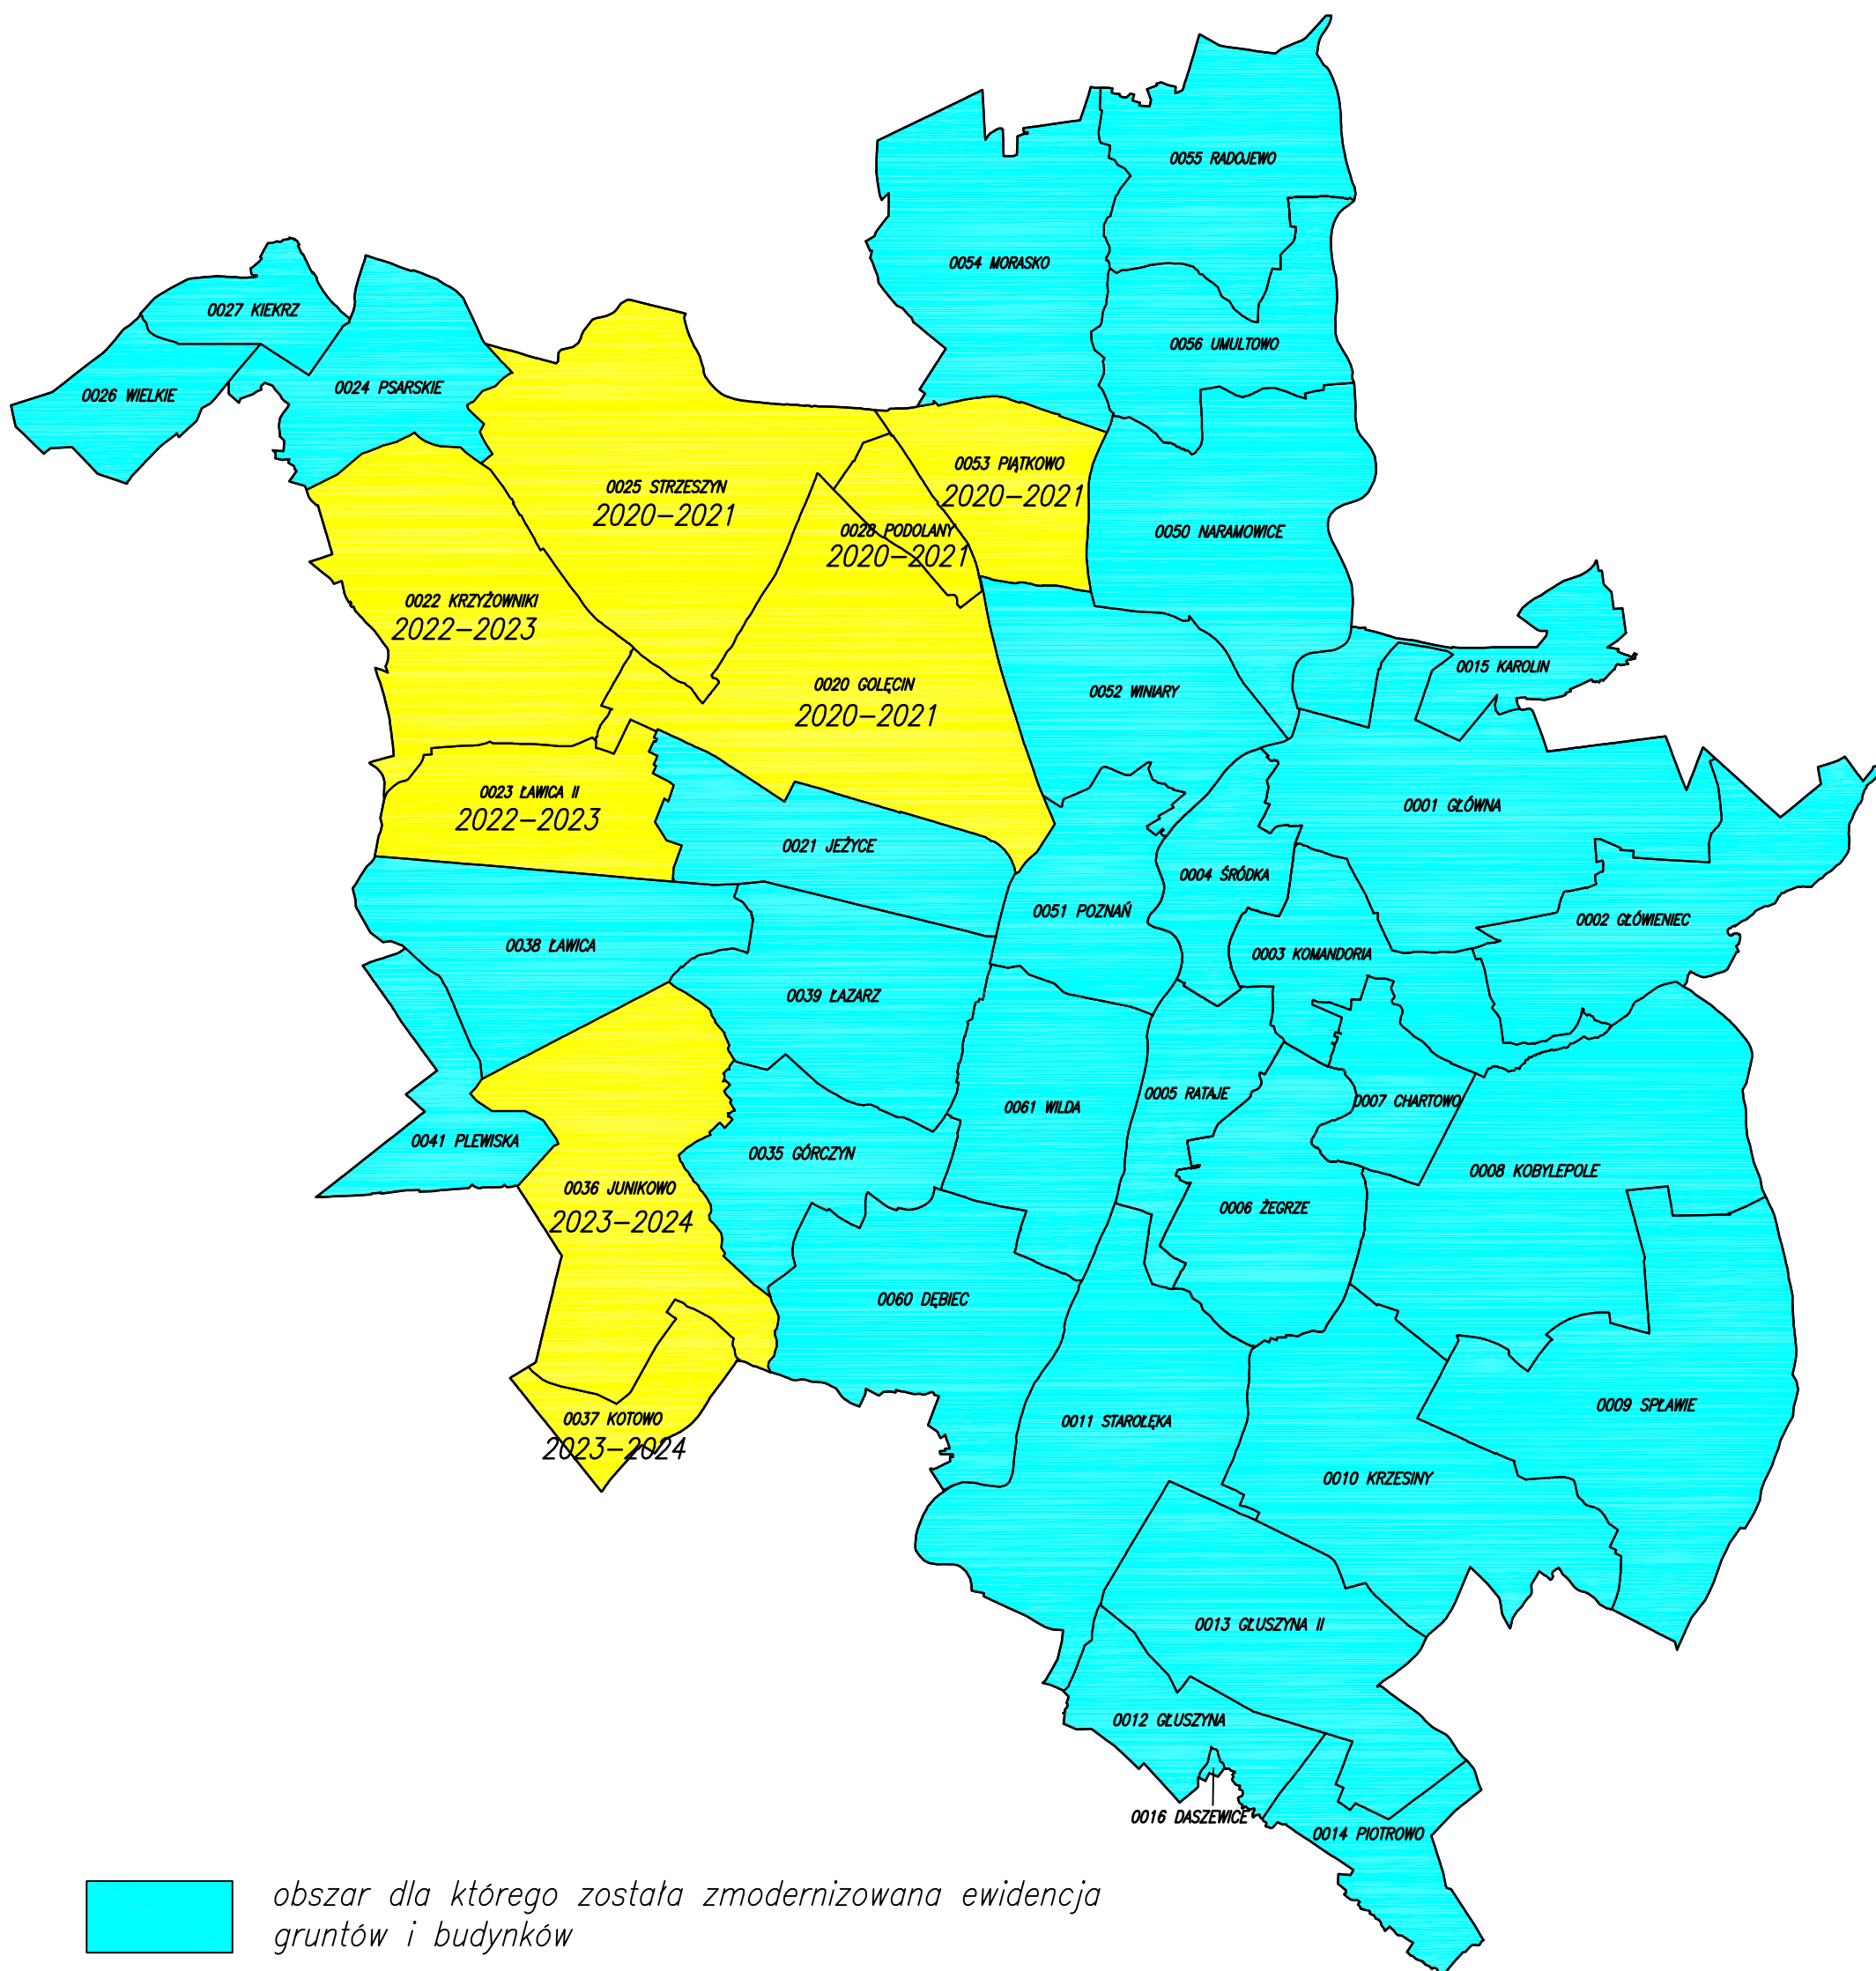 0055 RADOJEWO
0054 MORASKO
0027 KIEKRZ
0056 UMULTOWO
0024 PSARSKIE
0026 WIELKIE
0053 PIĄTKOWO
2020-2021
0025 STRZESZYN
2020-2021
0028 PODOLANY
2020-2021
0050 NARAMOWICE
0022 KRZYŻOWNIKI
2022-2023
0015 KAROLIN
0020 GOLĘCIN
2020-2021
0052 WINIARY
0023 ŁAWICA II
2022-2023
0001 GŁÓWNA
0021 JEŻYCE
0004 ŚRÓDKA
0051 POZNAŃ
0002 GŁÓWIENIEC
0038 ŁAWICA
0003 KOMANDORIA
0039 ŁAZARZ
0005 RATAJE
0007 CHARTOWO
0061 WILDA
0041 PLEWISKA
0035 GÓRCZYN
0008 KOBYLEPOLE
0036 JUNIKOWO
2023-2024
0006 ŻEGRZE
0060 DĘBIEC
0009 SPŁAWIE
0037 KOTOWO
2023-2024
0011 STAROŁĘKA
0010 KRZESINY
0013 GŁUSZYNA II
0012 GŁUSZYNA
0016 DASZEWICE
0014 PIOTROWO
obszar dla którego została zmodernizowana ewidencja
gruntów i budynków